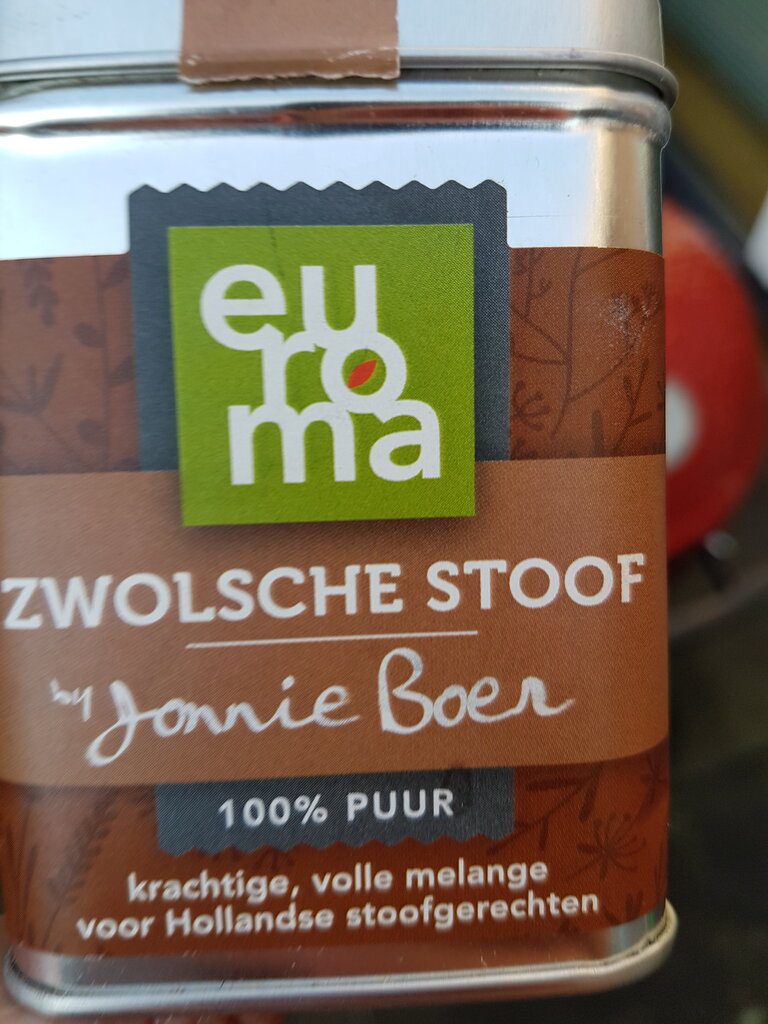 eu
ro
ma
ZWOLSCHE STOOF
by Jonnie Boer
100% PUUR
krachtige, volle melange
voor Hollandse stoofgerechten